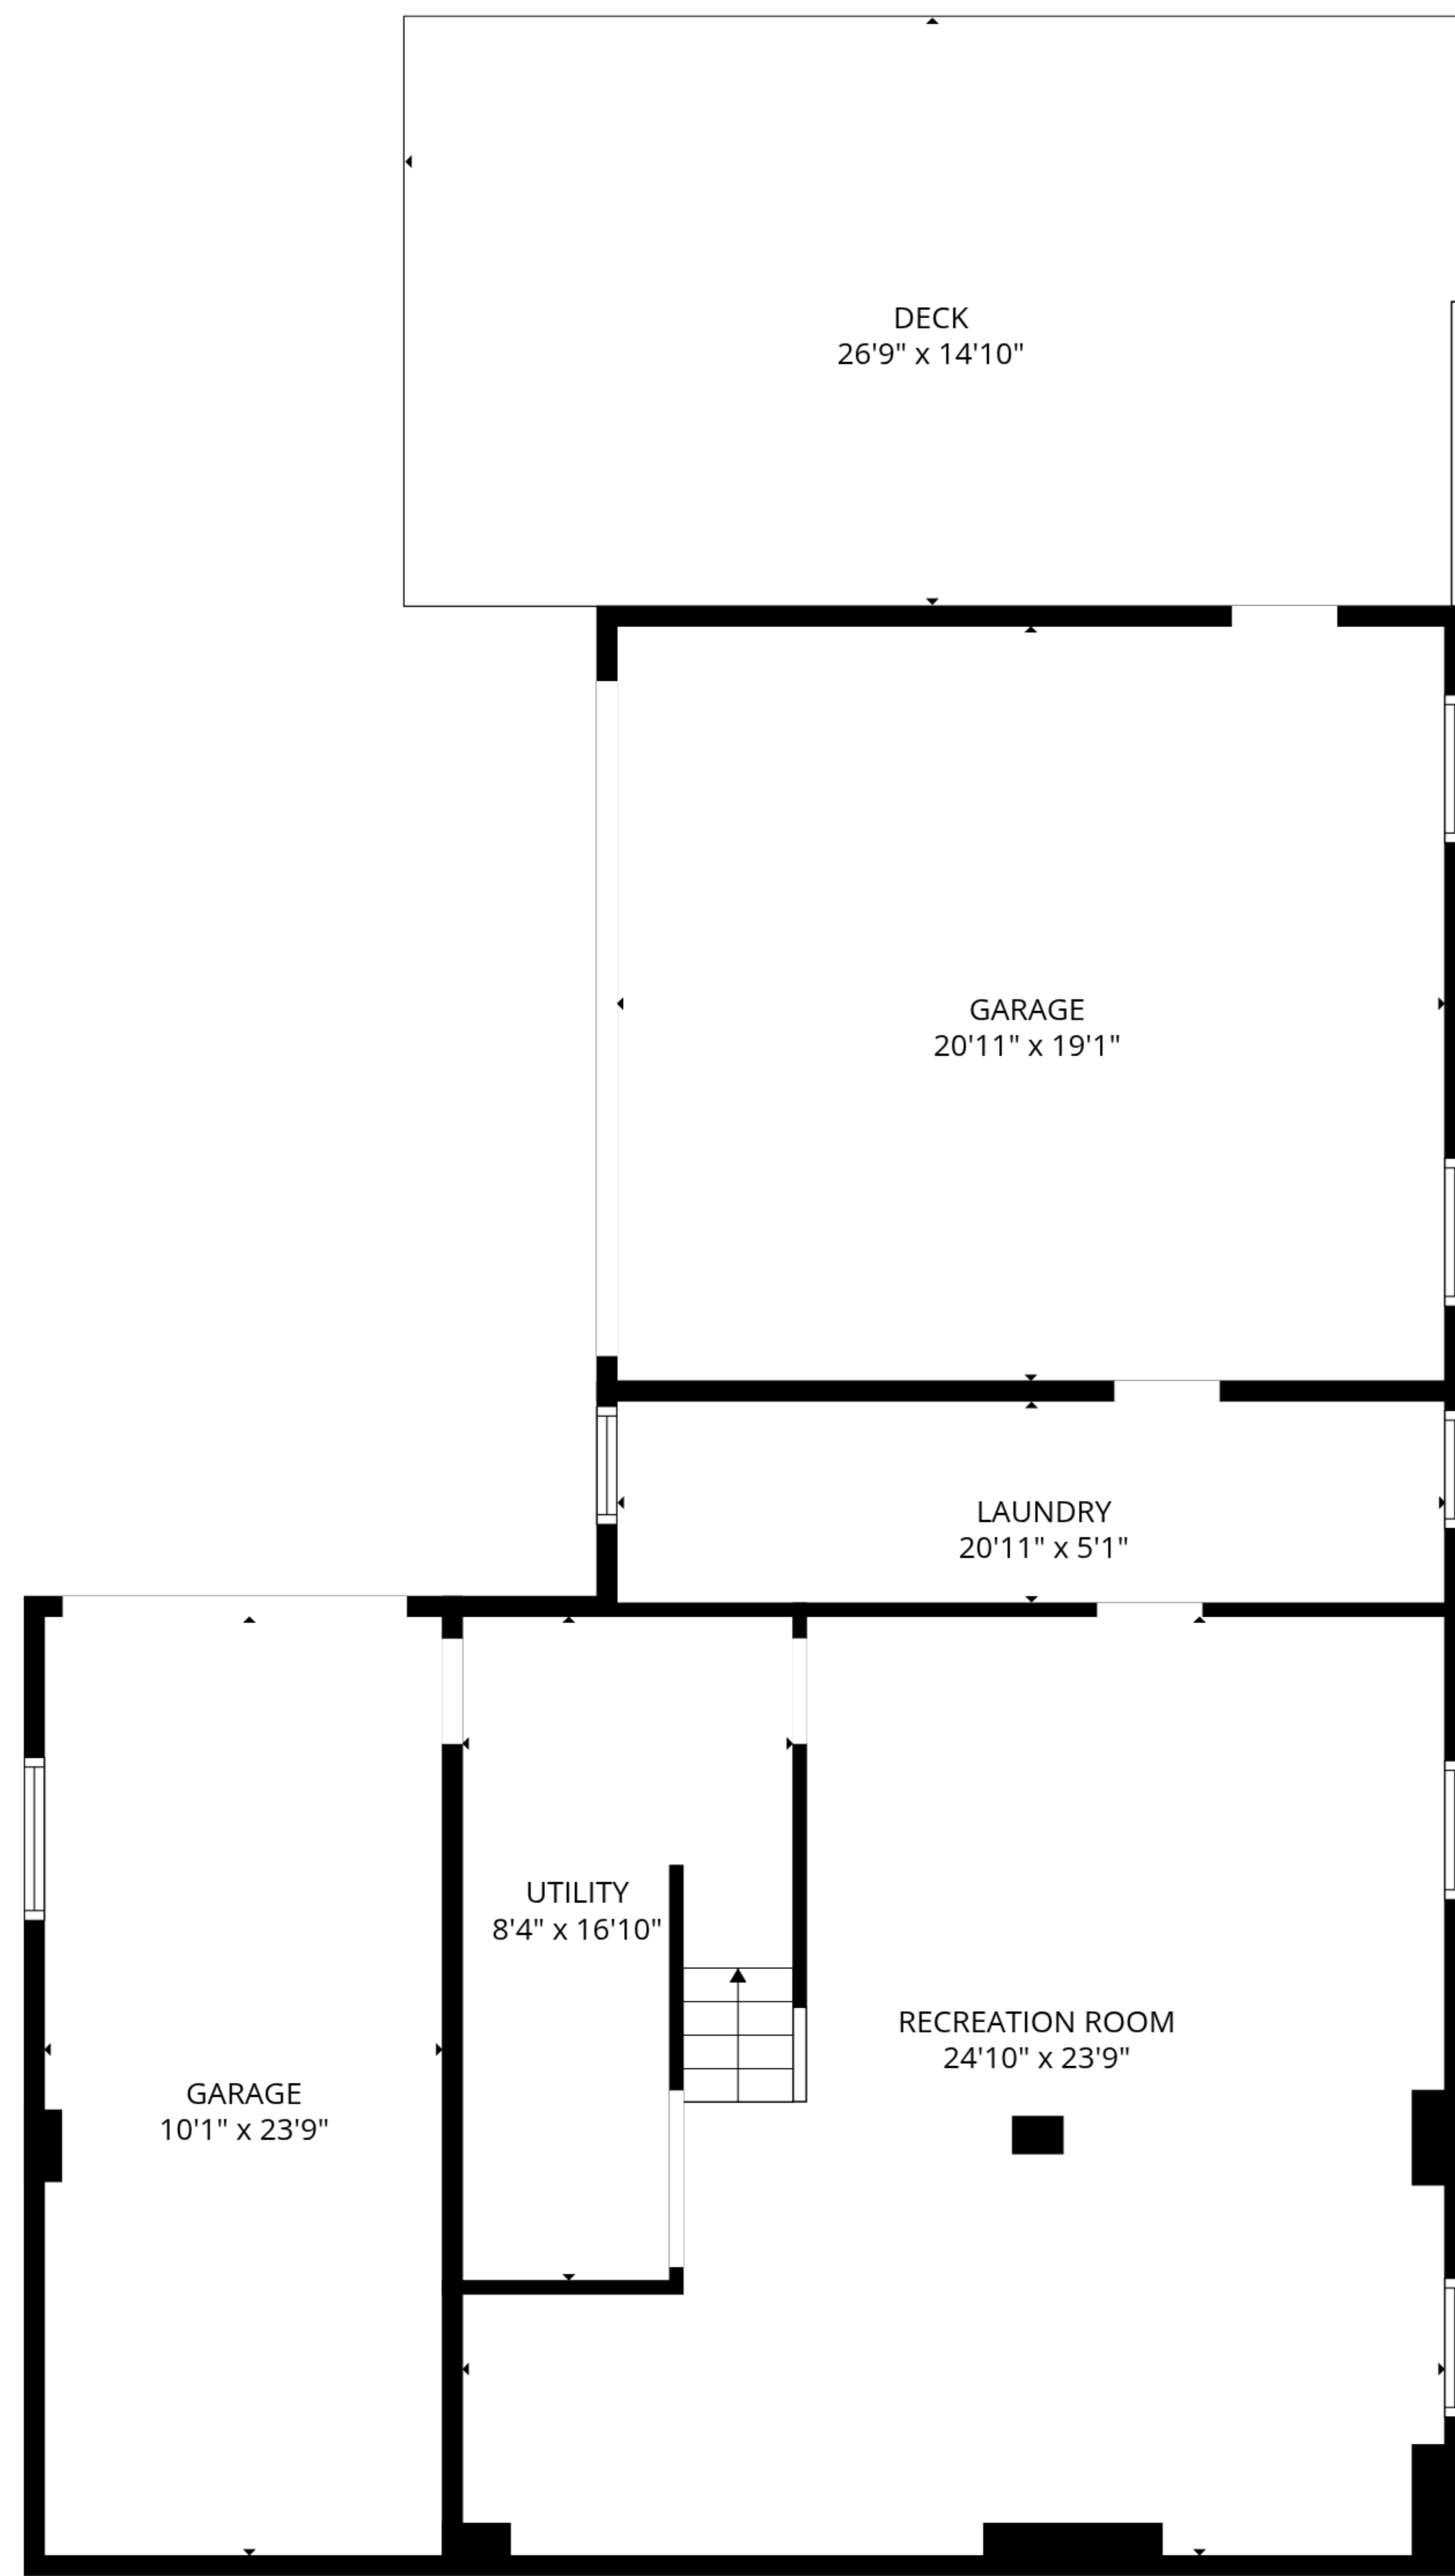 DECK
26'9" x 14'10"
GARAGE
20'11" x 19'1"
LAUNDRY
20'11" x 5'1"
UTILITY
8'4" x 16'10"
RECREATION ROOM
24'10" x 23'9"
GARAGE
10'1" x 23'9"